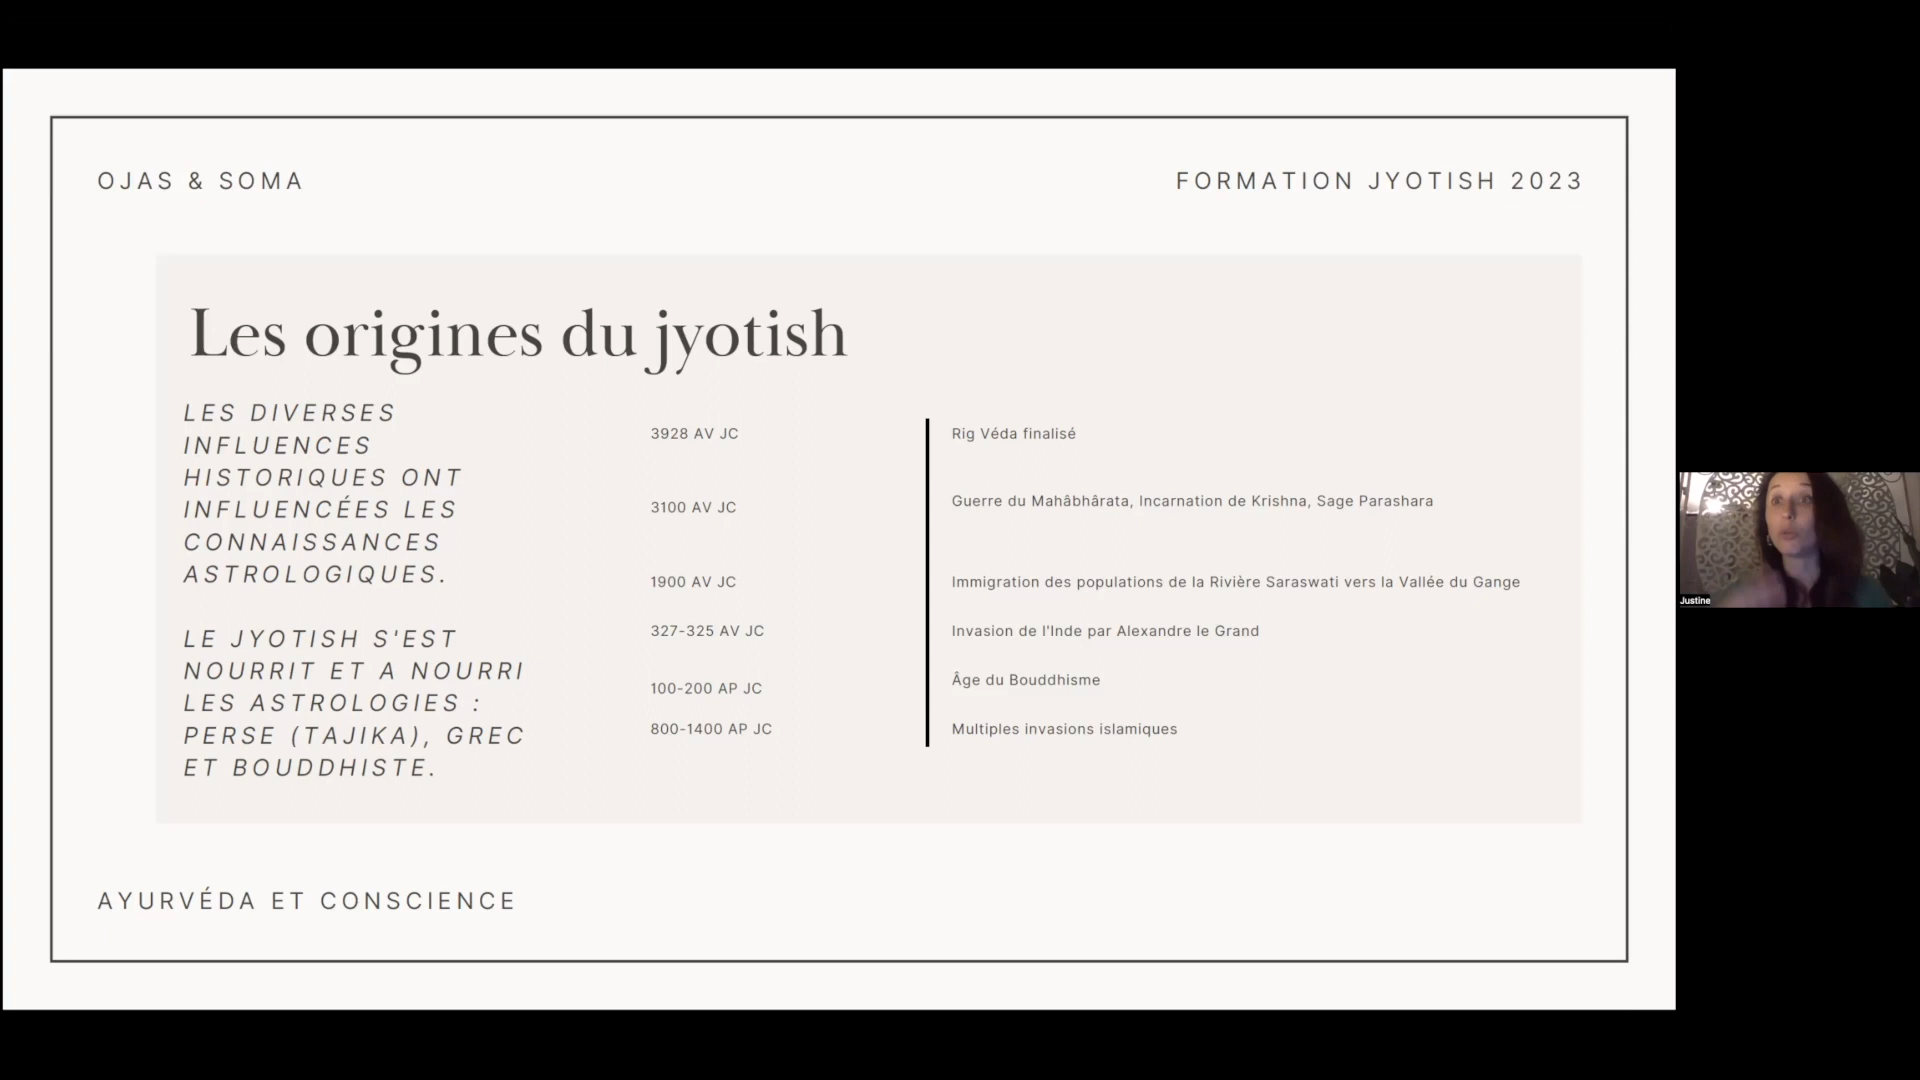 OJAS & SOMA
FORMATION JYOTISH 2023
Les origines du jyotish
LES DIVERSES
INFLUENCES
HISTORIQUES ONT
INFLUENCÉES LES
CONNAISSANCES
ASTROLOGIQUES.
LE JYOTISH S'EST
NOURRIT ET A NOURRI
LES ASTROLOGIES :
PERSE (TAJIKA), GREC
ET BOUDDHISTE.
3928 AV JC
Rig Véda finalisé
3100 AV JC
Guerre du Mahâbhârata, Incarnation de Krishna, Sage Parashara
1900 AV JC
Immigration des populations de la Rivière Saraswati vers la Vallée du Gange
327-325 AV JC
Invasion de l'Inde par Alexandre le Grand
100-200 AP JC
Âge du Bouddhisme
800-1400 AP JC
Multiples invasions islamiques
AYURVÉDA ET CONSCIENCE
Justine